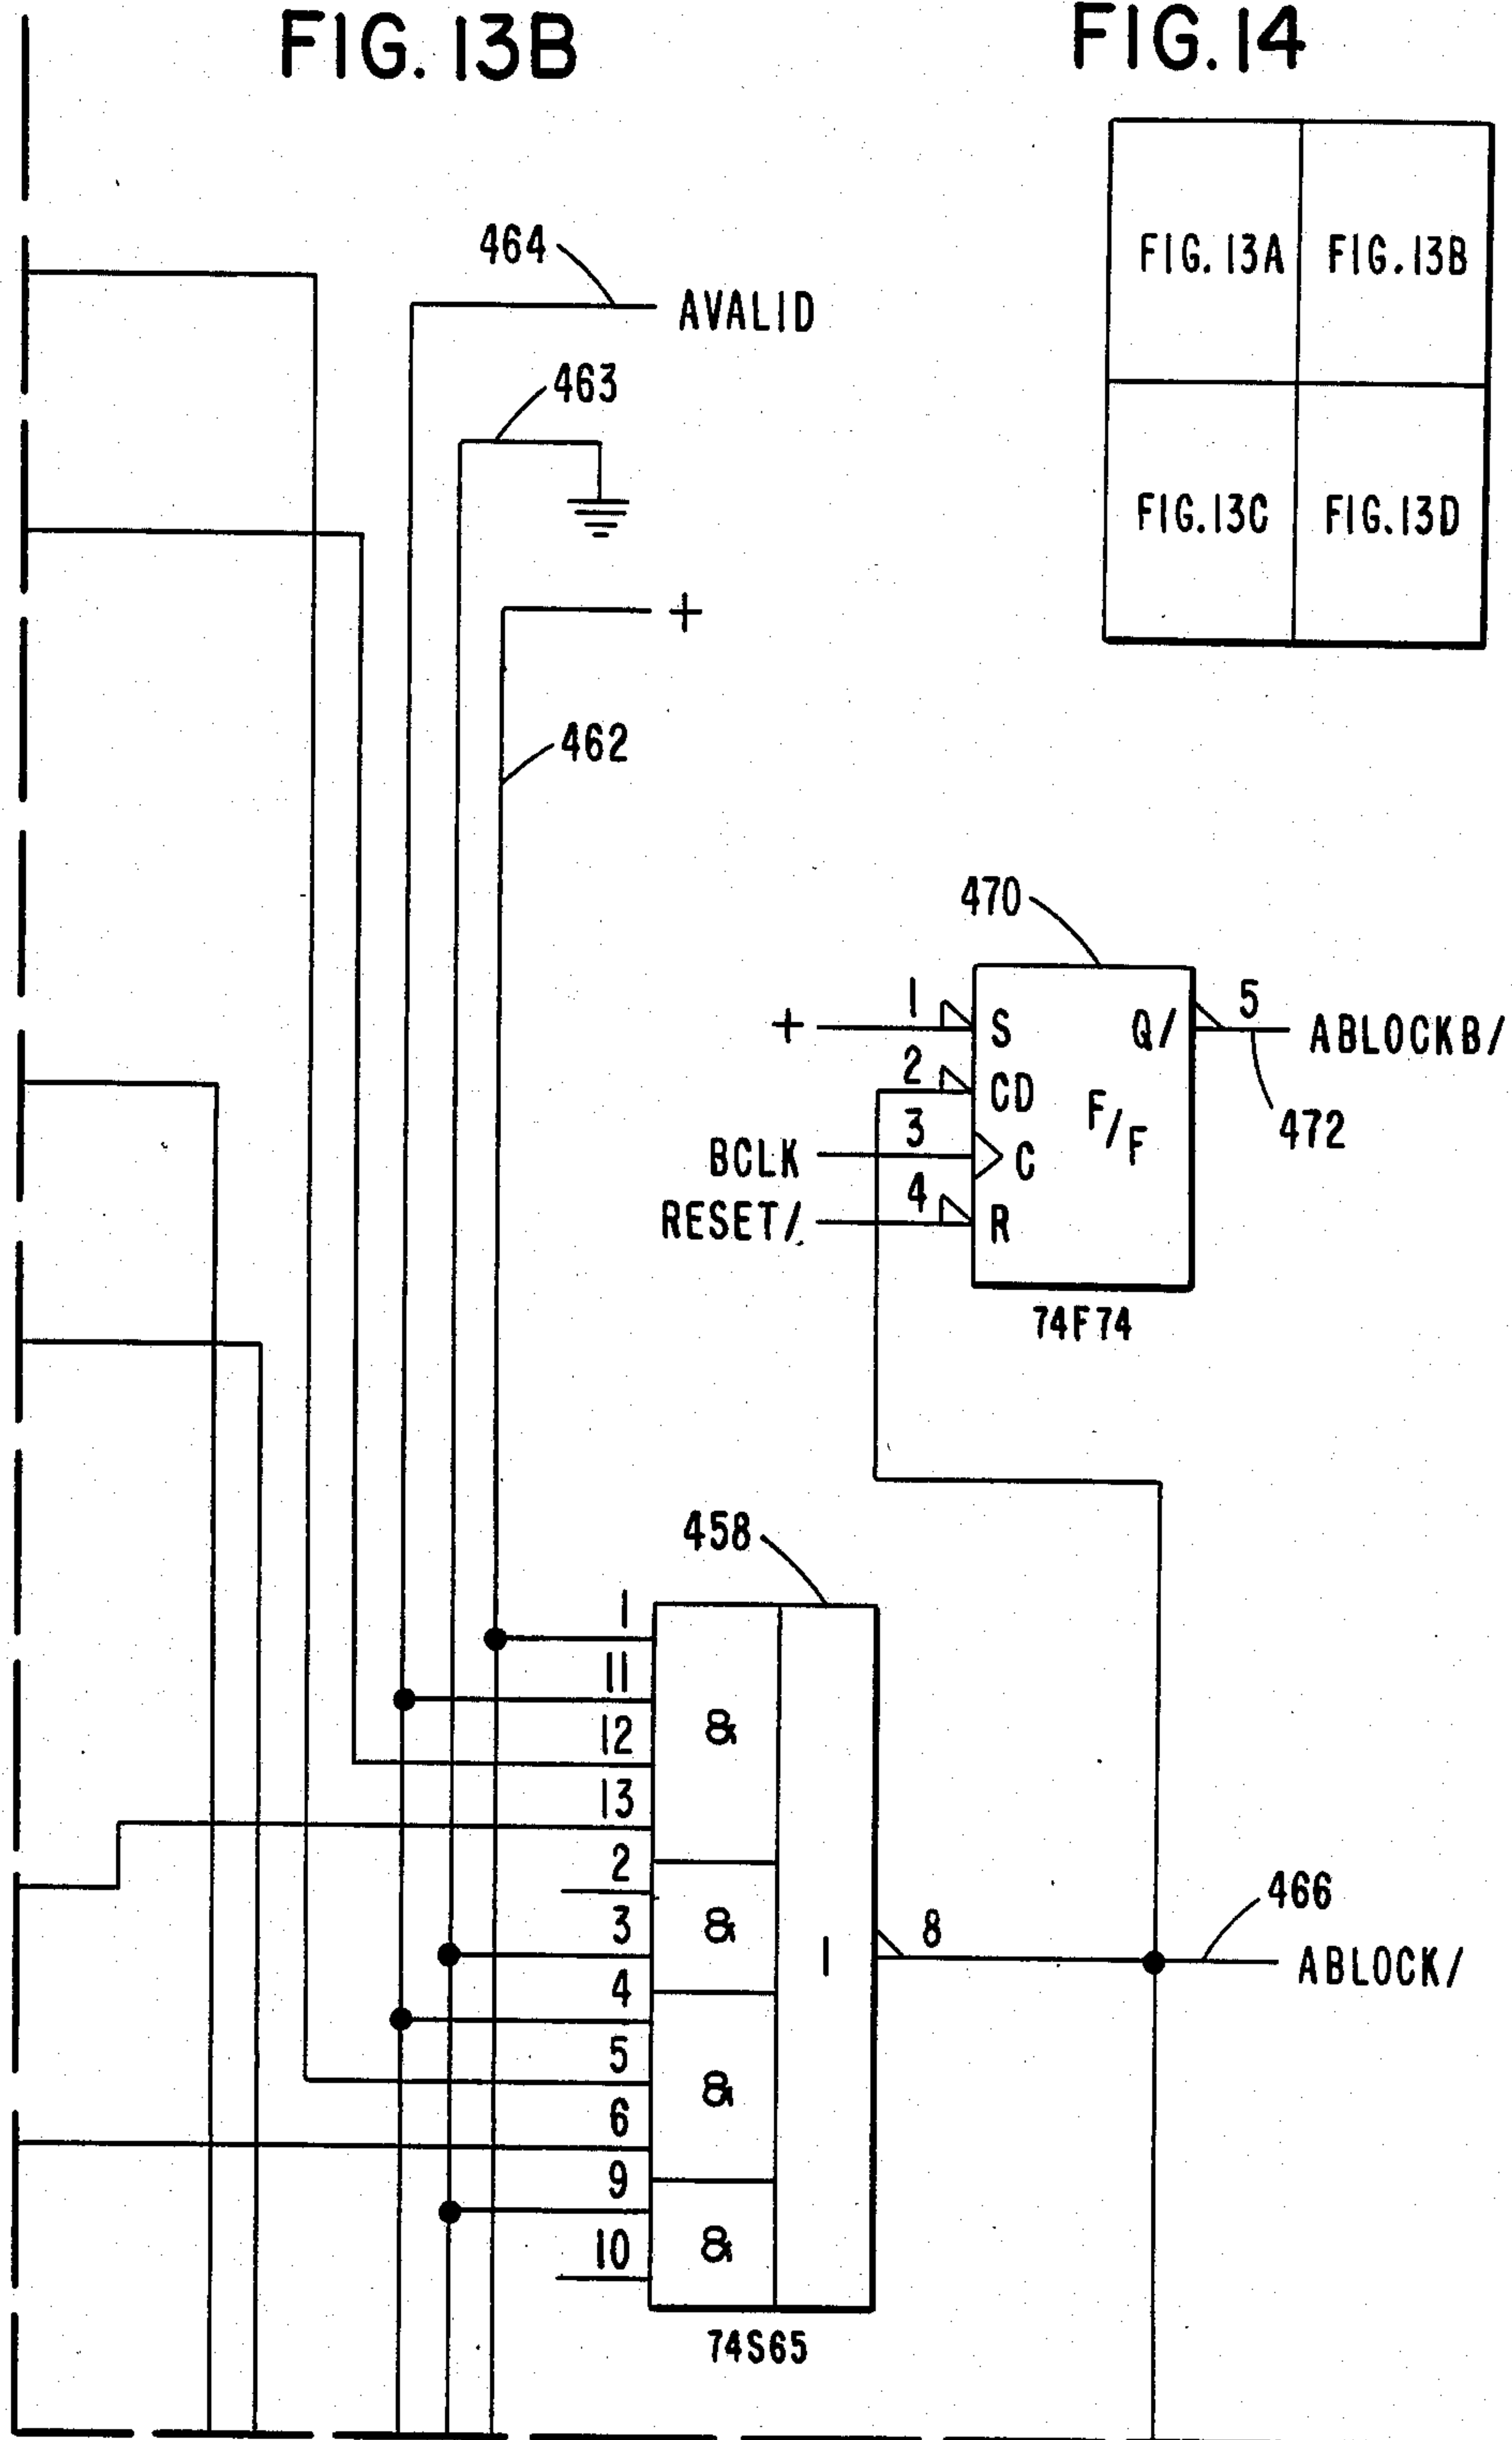 FIG. 13B
FIG. 14
FIG. 13A
FIG. 13B
FIG. 13C
FIG. 13D
464
AVALID
463
+
462
470
+
1
S
Q/
5
ABLOCKB/
2
CD
F/F
472
BCLK
3
C
RESET/
4
R
74F74
458
1
11
12
&
13
2
3
&
4
5
&
6
9
10
&
1
8
466
ABLOCK/
74S65